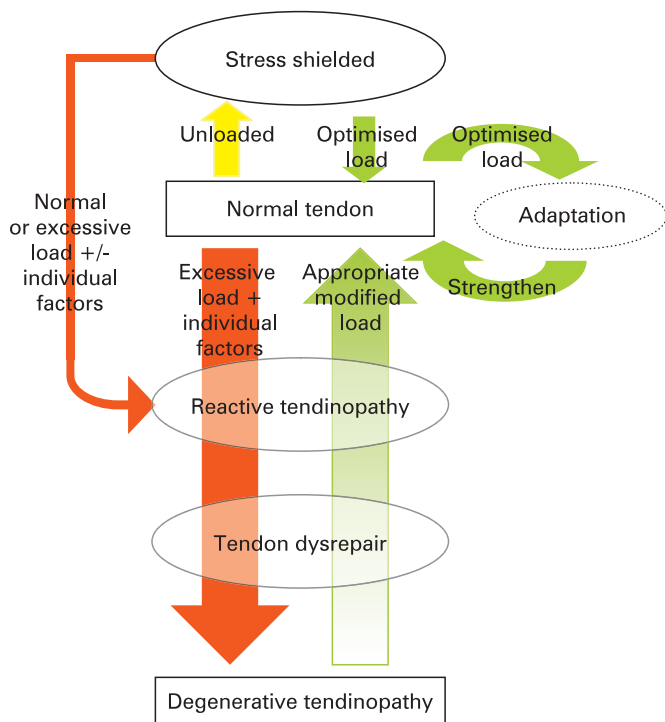 Stress shielded
Unloaded
Optimised
load
Optimised
load
Normal
or excessive
load +/-
individual
factors
Normal tendon
Adaptation
Excessive
load +
individual
factors
Appropriate
modified
load
Strengthen
Reactive tendinopathy
Tendon dysrepair
Degenerative tendinopathy